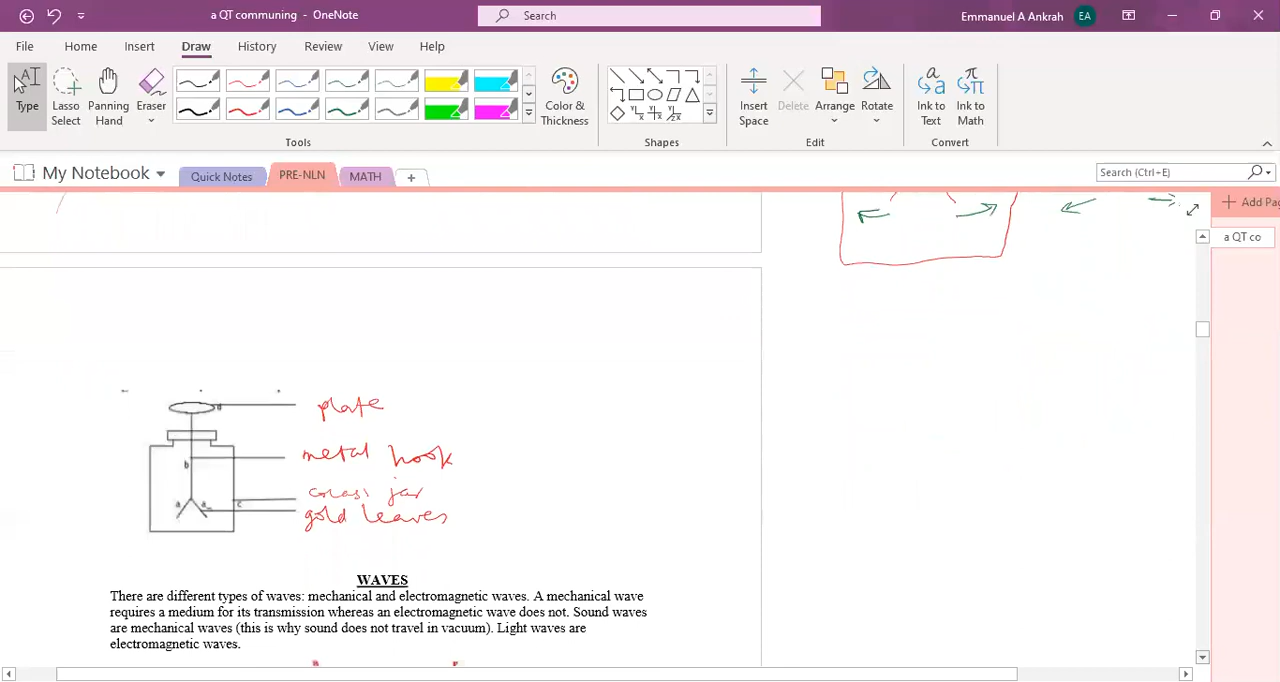 a QT communing - OneNote
Search
Emmanuel A Ankrah
EA
File Home Insert Draw History Review View Help
Type
Lasso Select
Panning Hand
Eraser
Color & Thickness
Insert Space
Delete
Arrange
Rotate
Ink to Text
Ink to Math
Tools
Shapes
Edit
Convert
My Notebook
Quick Notes
PRE-NLN
MATH
Search (Ctrl+E)
Add Pag
a QT co
d
plate
metal hook
b
jar
a a
c
gold leaves
WAVES
There are different types of waves: mechanical and electromagnetic waves. A mechanical wave
requires a medium for its transmission whereas an electromagnetic wave does not. Sound waves
are mechanical waves (this is why sound does not travel in vacuum). Light waves are
electromagnetic waves.